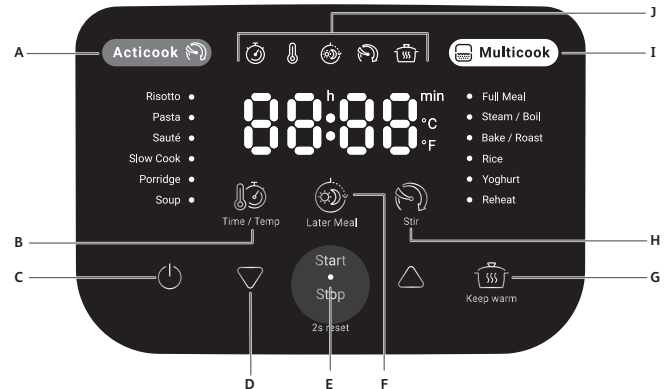 J
A
Acticook
Multicook
I
Risotto
Pasta
Sauté
Slow Cook
Porridge
Soup
88:88
h
min
°C
°F
Full Meal
Steam / Boil
Bake / Roast
Rice
Yoghurt
Reheat
Time / Temp
Later Meal
Stir
B
H
C
Start
Stop
2s reset
Keep warm
G
D
E
F